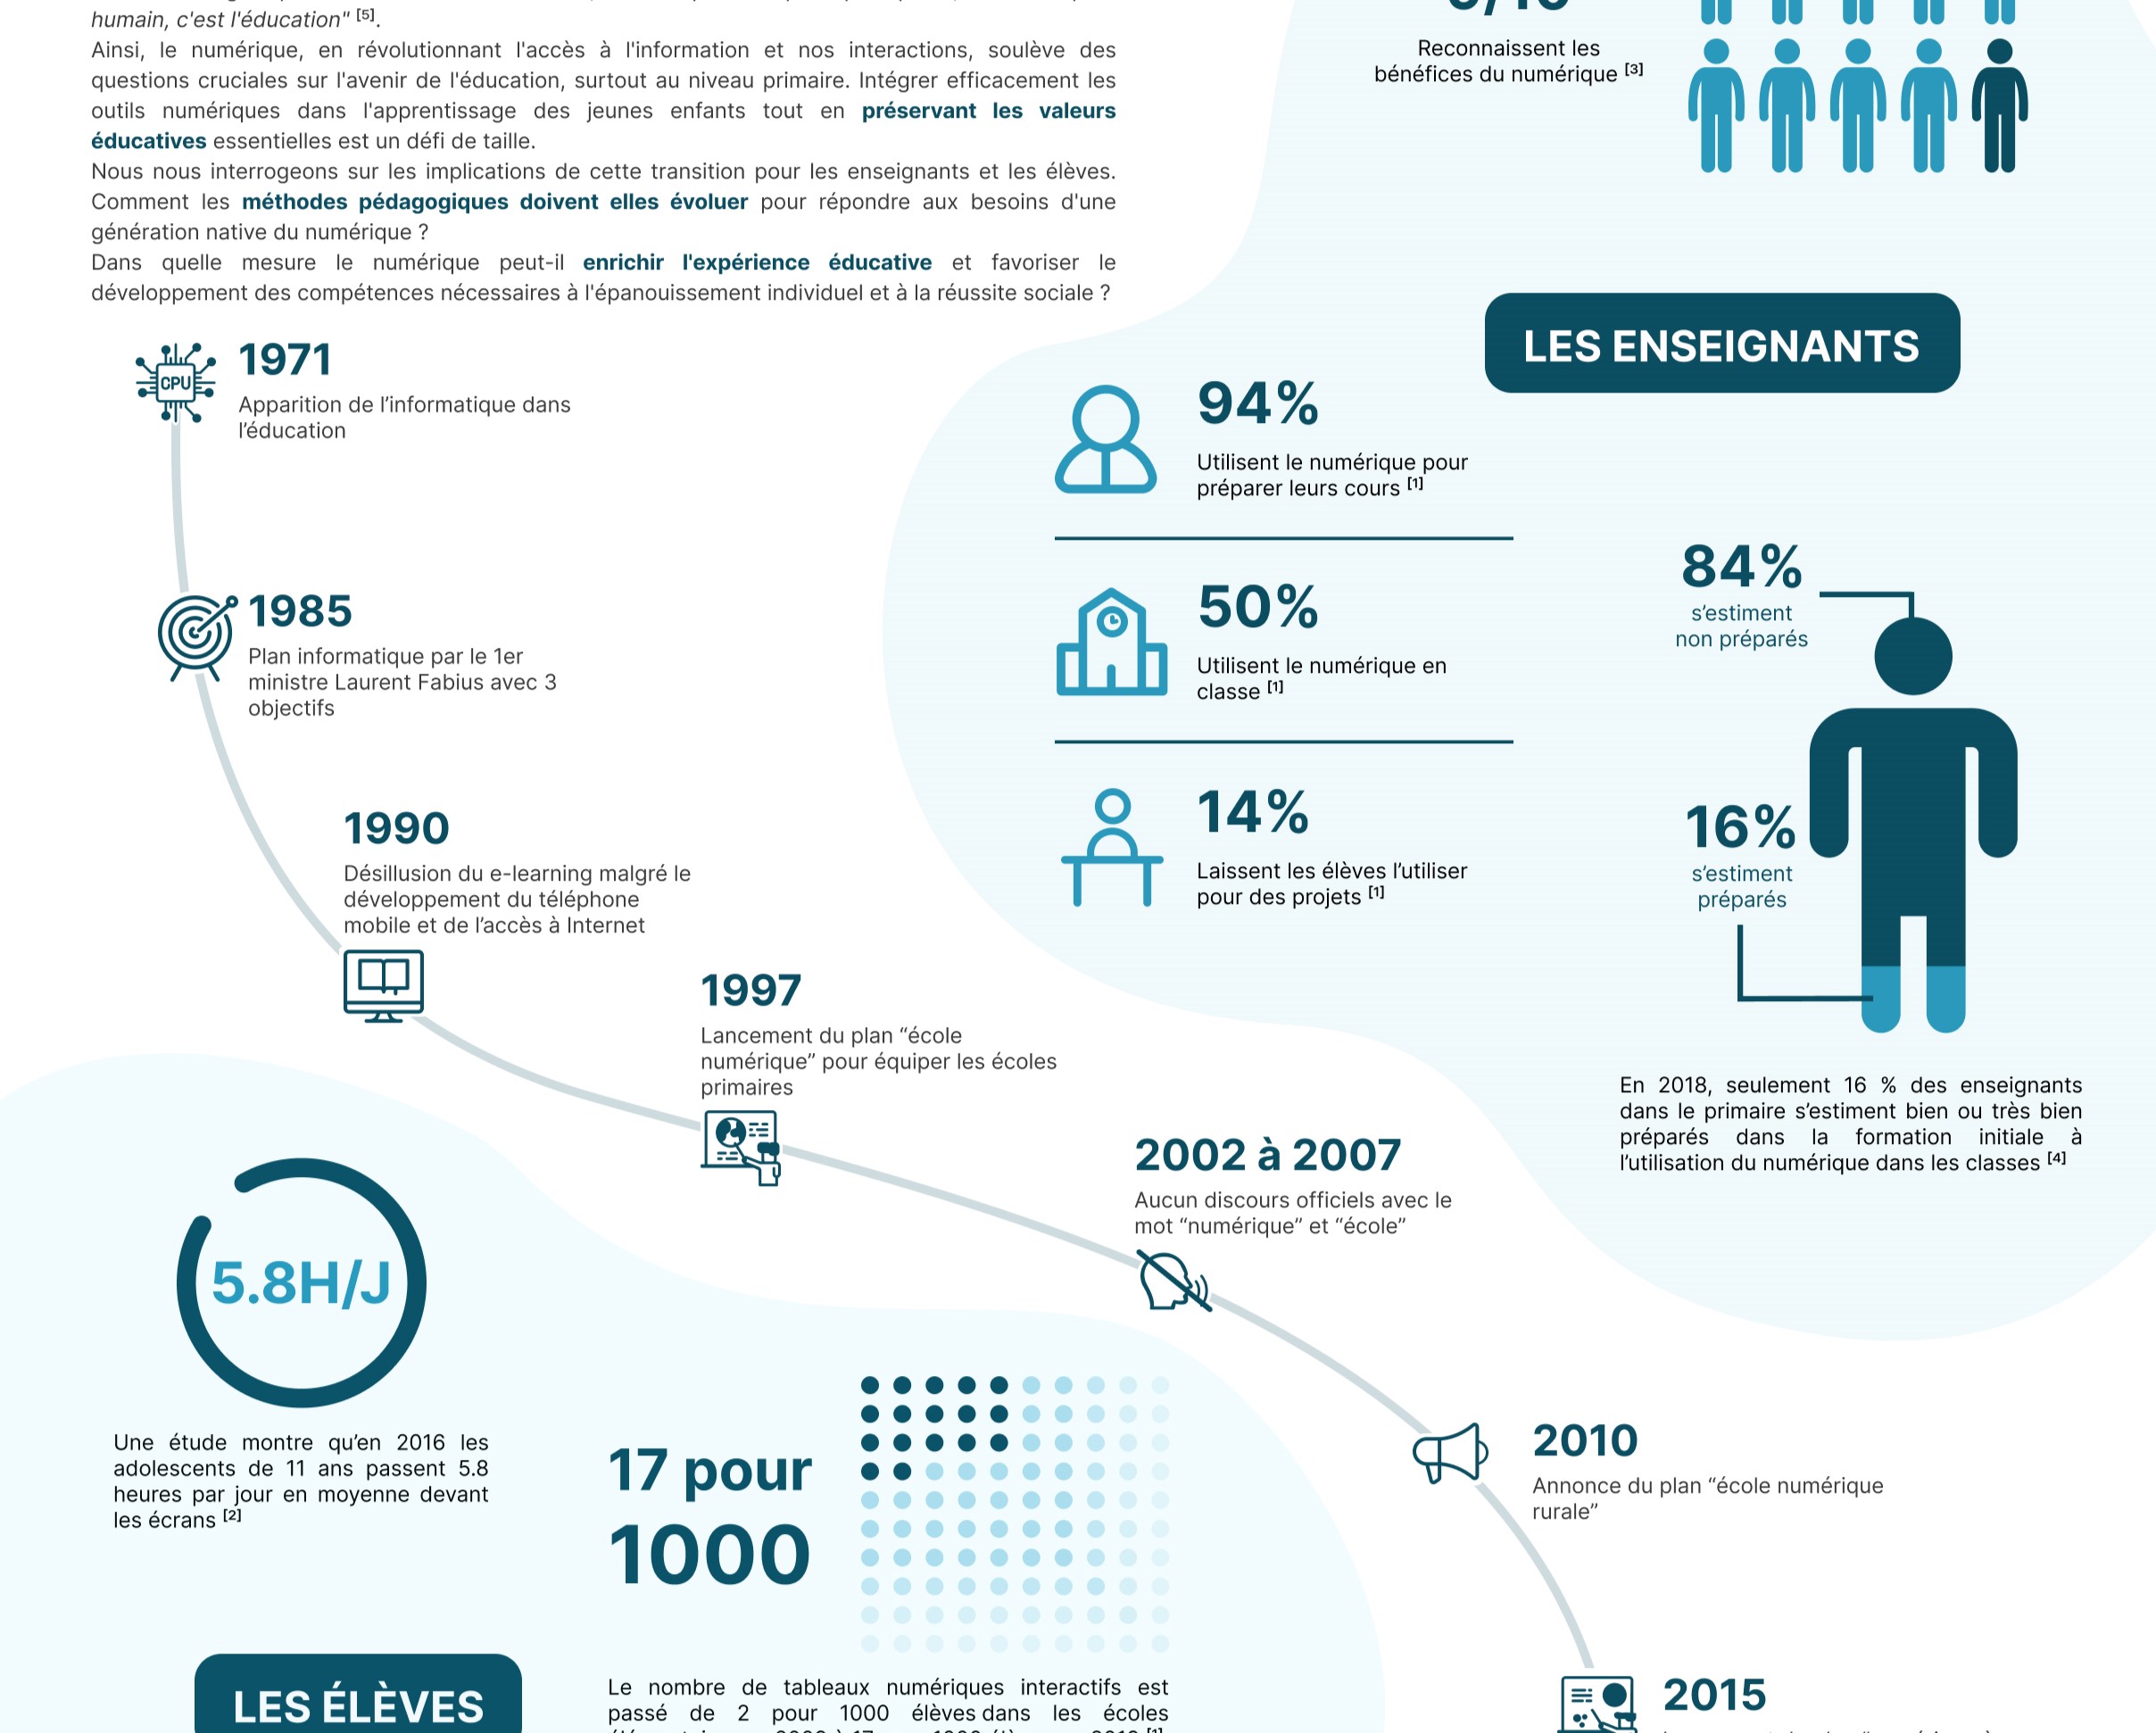 humain, c'est l'éducation" [5].
Ainsi, le numérique, en révolutionnant l'accès à l'information et nos interactions, soulève des
questions cruciales sur l'avenir de l'éducation, surtout au niveau primaire. Intégrer efficacement les
outils numériques dans l'apprentissage des jeunes enfants tout en préservant les valeurs
éducatives essentielles est un défi de taille.
Nous nous interrogeons sur les implications de cette transition pour les enseignants et les élèves.
Comment les méthodes pédagogiques doivent elles évoluer pour répondre aux besoins d'une
génération native du numérique ?
Dans quelle mesure le numérique peut-il enrichir l'expérience éducative et favoriser le
développement des compétences nécessaires à l'épanouissement individuel et à la réussite sociale ?
Reconnaissent les
bénéfices du numérique [3]
LES ENSEIGNANTS
94%
Utilisent le numérique pour
préparer leurs cours [1]
50%
Utilisent le numérique en
classe [1]
14%
Laissent les élèves l’utiliser
pour des projets [1]
84%
s’estiment
non préparés
16%
s’estiment
préparés
En 2018, seulement 16 % des enseignants
dans le primaire s’estiment bien ou très bien
préparés dans la formation initiale à
l’utilisation du numérique dans les classes [4]
CPU
1971
Apparition de l’informatique dans
l’éducation
1985
Plan informatique par le 1er
ministre Laurent Fabius avec 3
objectifs
1990
Désillusion du e-learning malgré le
développement du téléphone
mobile et de l’accès à Internet
1997
Lancement du plan “école
numérique” pour équiper les écoles
primaires
2002 à 2007
Aucun discours officiels avec le
mot “numérique” et “école”
2010
Annonce du plan “école numérique
rurale”
2015
5.8H/J
Une étude montre qu’en 2016 les
adolescents de 11 ans passent 5.8
heures par jour en moyenne devant
les écrans [2]
17 pour
1000
LES ÉLÈVES
Le nombre de tableaux numériques interactifs est
passé de 2 pour 1000 élèves dans les écoles